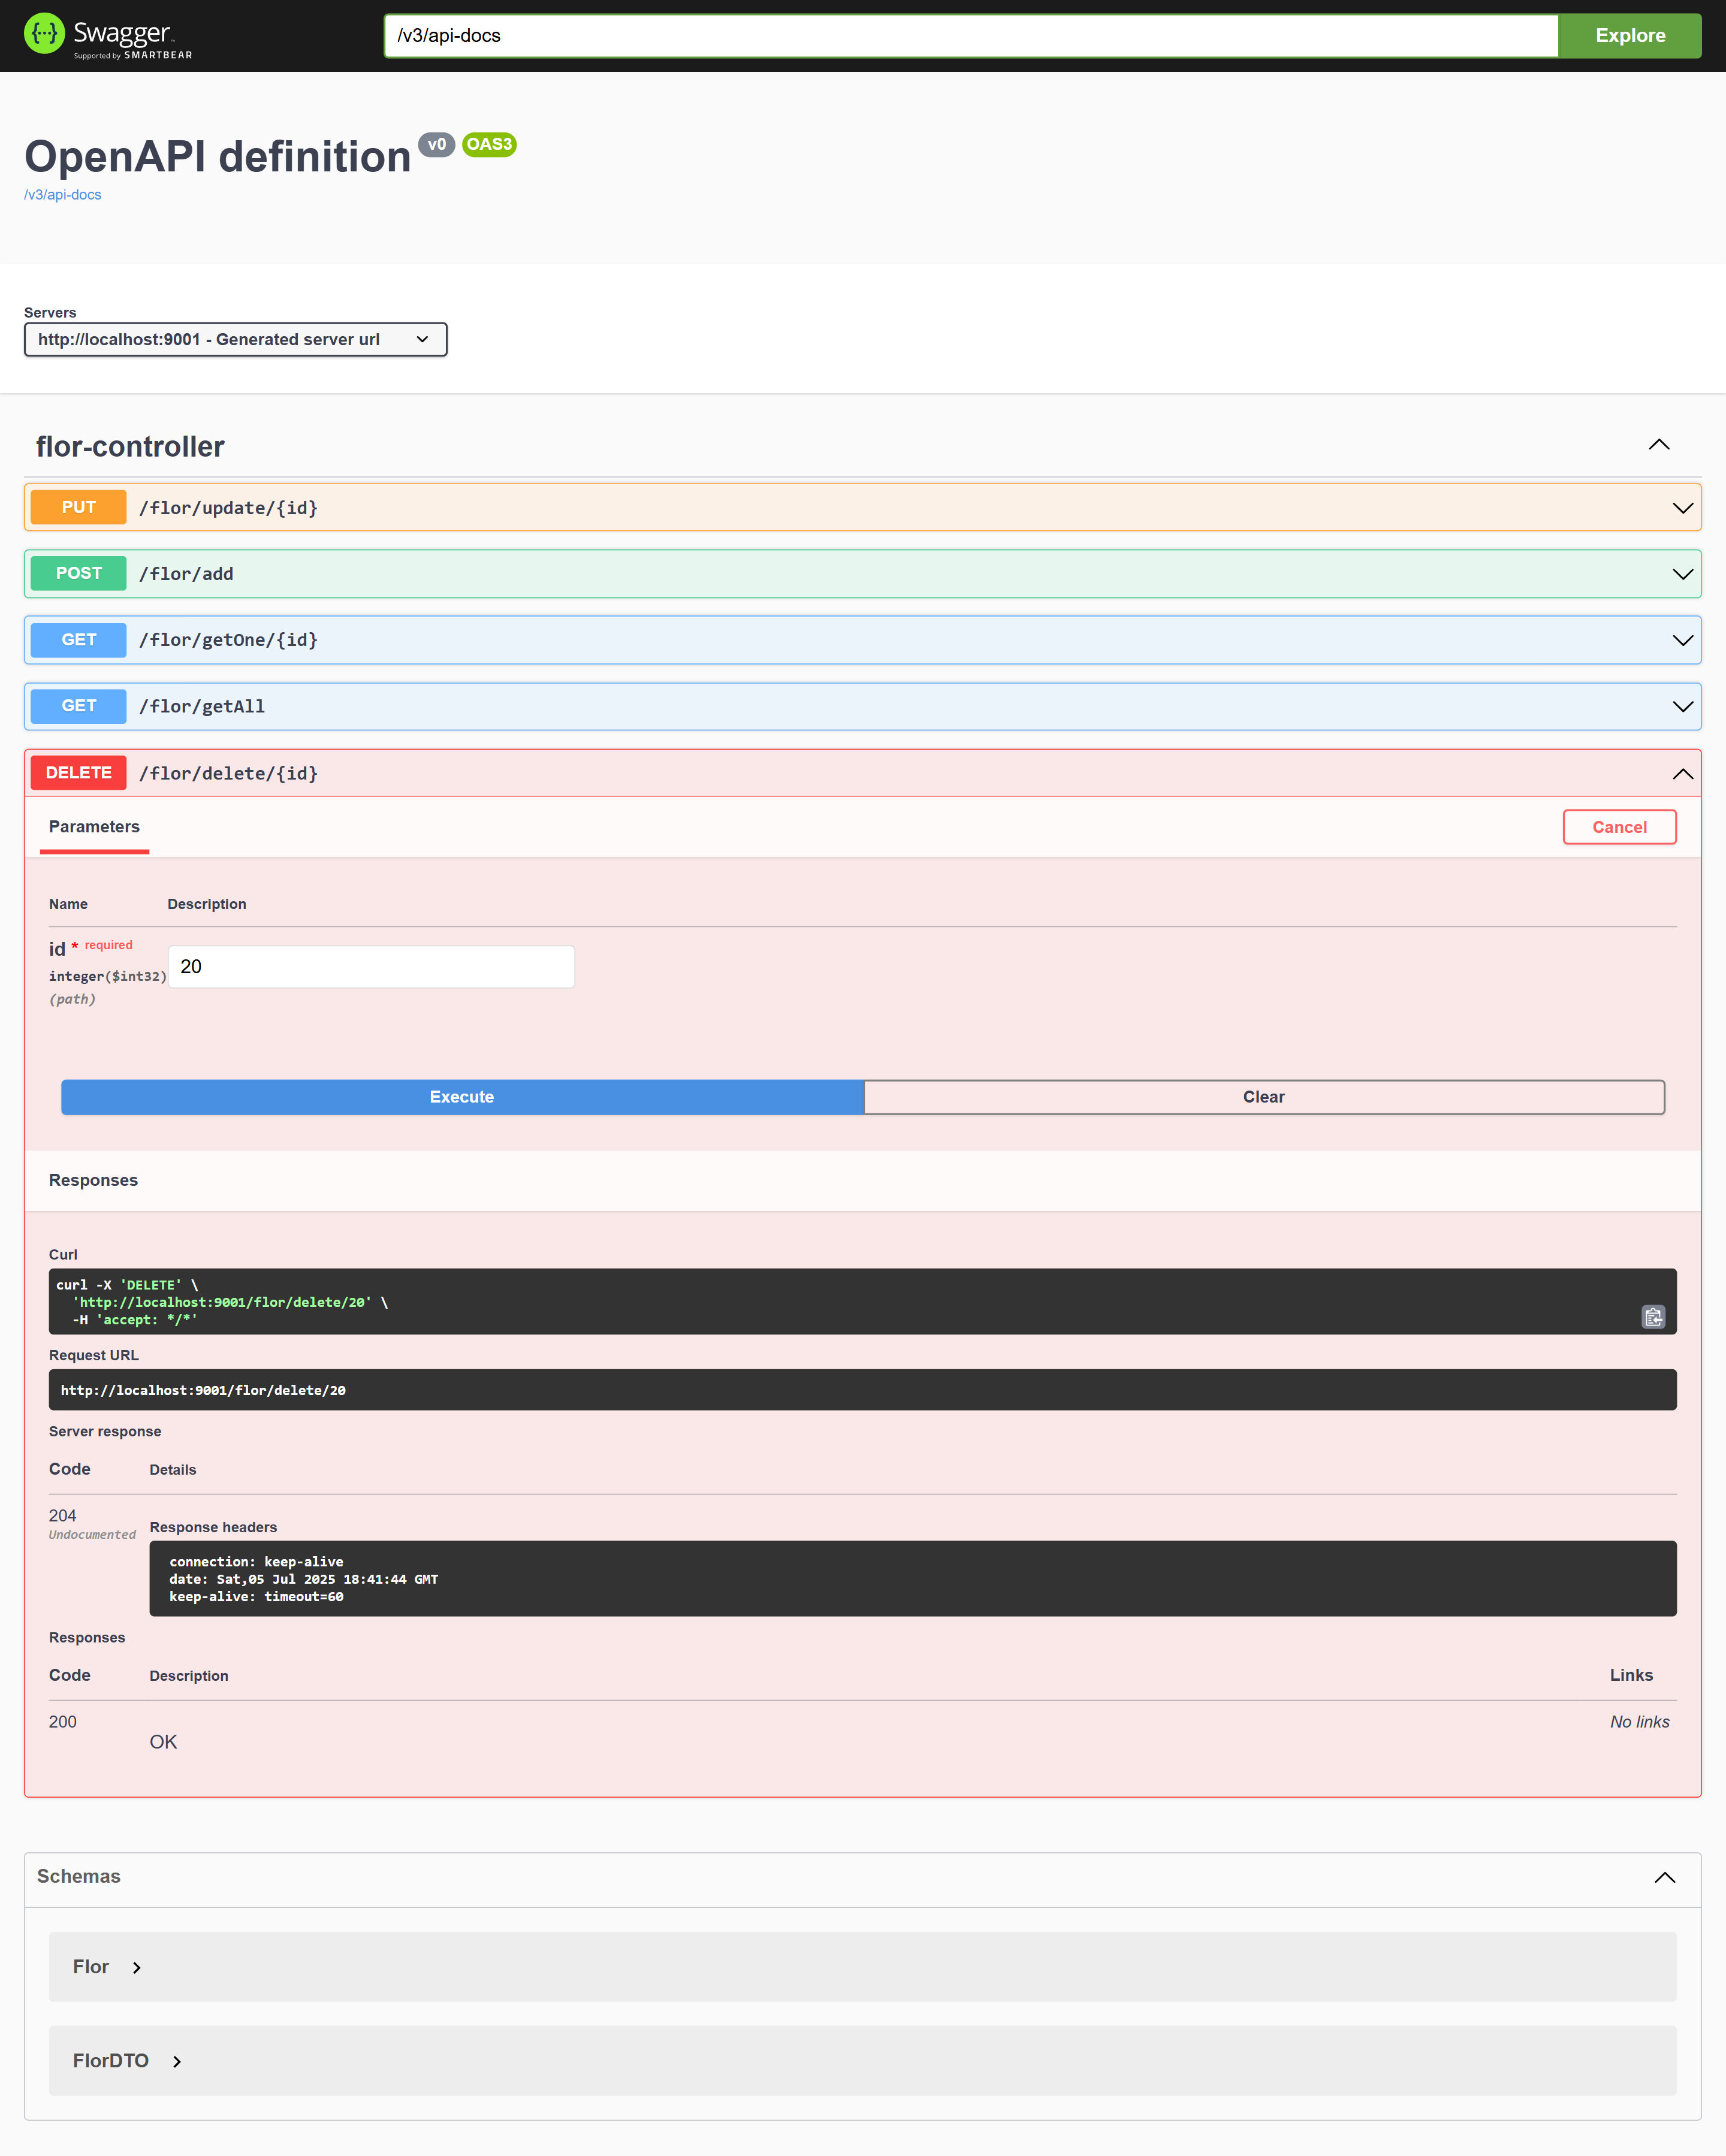 Swagger
Supported by SMARTBEAR
/v3/api-docs
Explore
OpenAPI definition v0 OAS3
/v3/api-docs
Servers
http://localhost:9001 - Generated server url
flor-controller
PUT /flor/update/{id}
POST /flor/add
GET /flor/getOne/{id}
GET /flor/getAll
DELETE /flor/delete/{id}
Parameters
Cancel
Name Description
id * required
integer($int32)
(path)
20
Execute Clear
Responses
Curl
curl -X 'DELETE' \
'http://localhost:9001/flor/delete/20' \
-H 'accept: */*'
Request URL
http://localhost:9001/flor/delete/20
Server response
Code Details
204
Undocumented
Response headers
connection: keep-alive
date: Sat,05 Jul 2025 18:41:44 GMT
keep-alive: timeout=60
Responses
Code Description Links
200
OK
No links
Schemas
Flor
FlorDTO